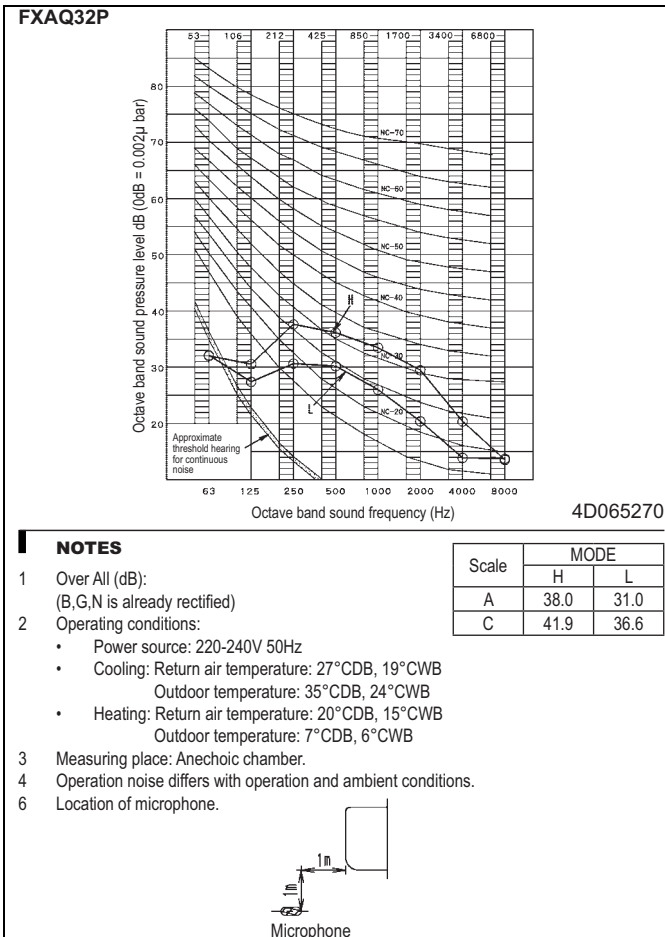 FXAQ32P
53 106 212 425 850 1700 3400 6800
Octave band sound pressure level dB (0dB = 0.002μ bar)
80
70
60
50
40
30
20
NC-70
NC-60
NC-50
NC-40
NC-30
NC-20
H
L
Approximate
threshold hearing
for continuous
noise
63 125 250 500 1000 2000 4000 8000
Octave band sound frequency (Hz)
4D065270
NOTES
1 Over All (dB):
(B,G,N is already rectified)
2 Operating conditions:
• Power source: 220-240V 50Hz
• Cooling: Return air temperature: 27°CDB, 19°CWB
Outdoor temperature: 35°CDB, 24°CWB
• Heating: Return air temperature: 20°CDB, 15°CWB
Outdoor temperature: 7°CDB, 6°CWB
3 Measuring place: Anechoic chamber.
4 Operation noise differs with operation and ambient conditions.
6 Location of microphone.
Scale MODE
H L
A 38.0 31.0
C 41.9 36.6
1m
1m
Microphone